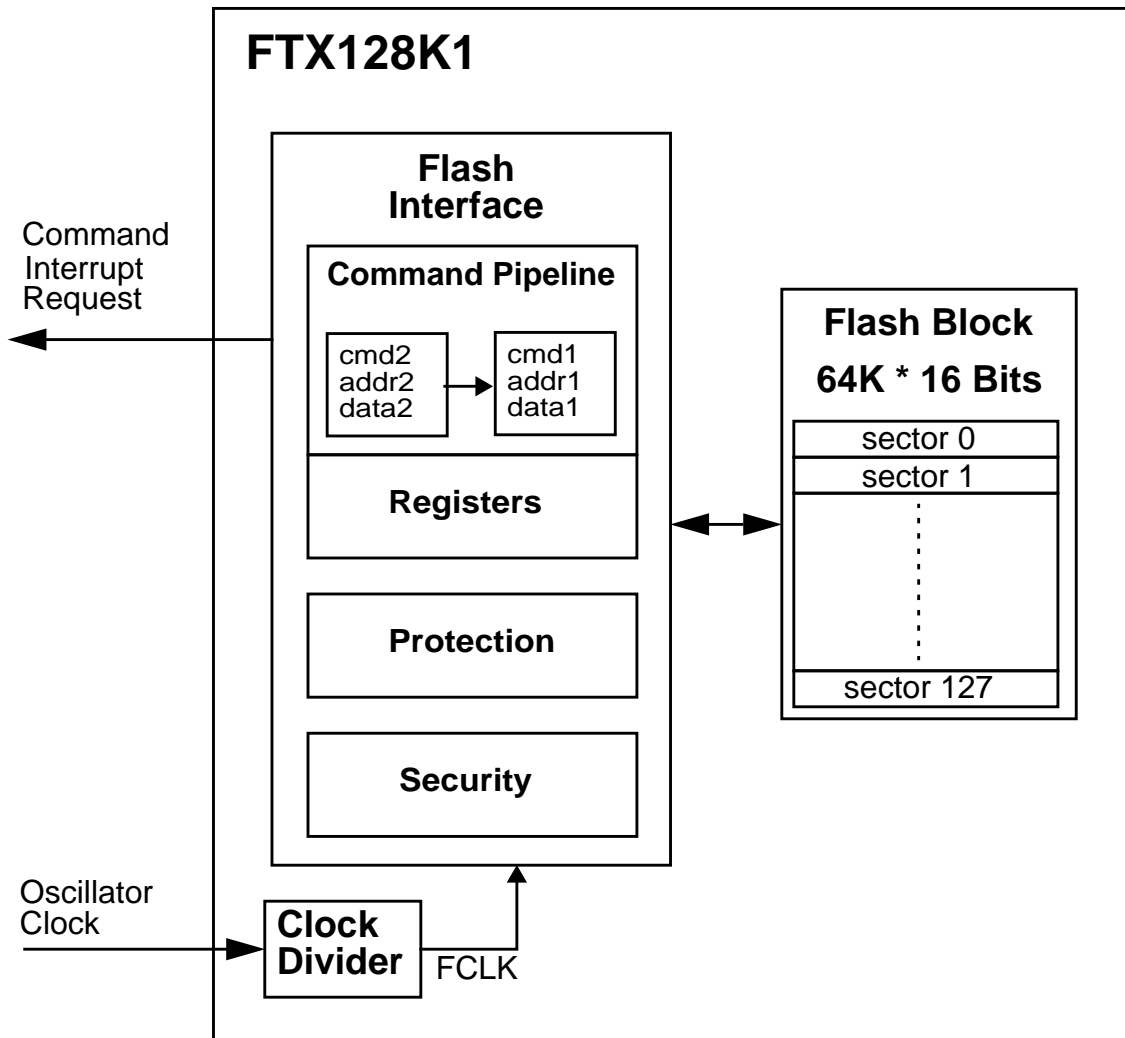 FTX128K1
Flash
Interface
Command
Interrupt
Request
Command Pipeline
cmd2
addr2
data2
cmd1
addr1
data1
Registers
Protection
Security
Flash Block
64K * 16 Bits
sector 0
sector 1
sector 127
Oscillator
Clock
Clock
Divider
FCLK